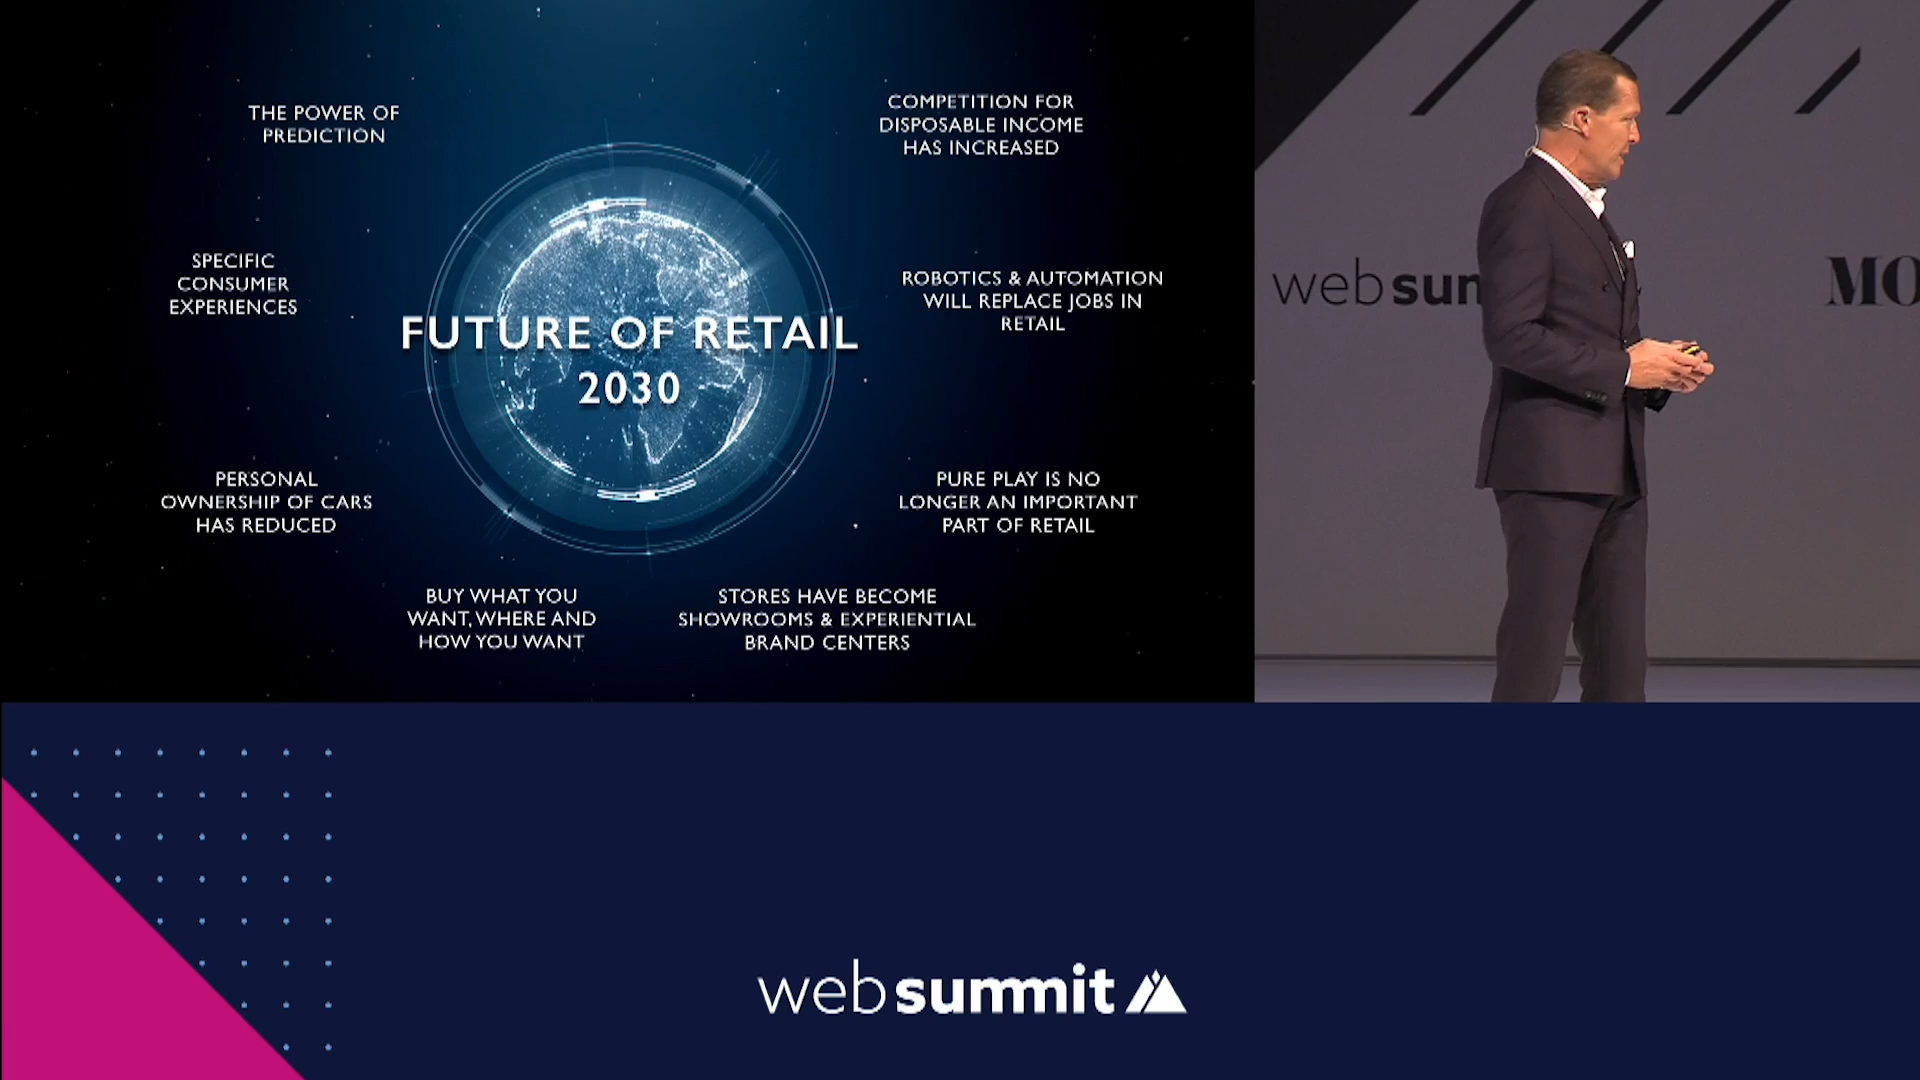 THE POWER OF
PREDICTION
COMPETITION FOR
DISPOSABLE INCOME
HAS INCREASED
SPECIFIC
CONSUMER
EXPERIENCES
ROBOTICS & AUTOMATION
WILL REPLACE JOBS IN
RETAIL
FUTURE OF RETAIL
2030
PERSONAL
OWNERSHIP OF CARS
HAS REDUCED
PURE PLAY IS NO
LONGER AN IMPORTANT
PART OF RETAIL
BUY WHAT YOU
WANT, WHERE AND
HOW YOU WANT
STORES HAVE BECOME
SHOWROOMS & EXPERIENTIAL
BRAND CENTERS
web sum
MO
web summit